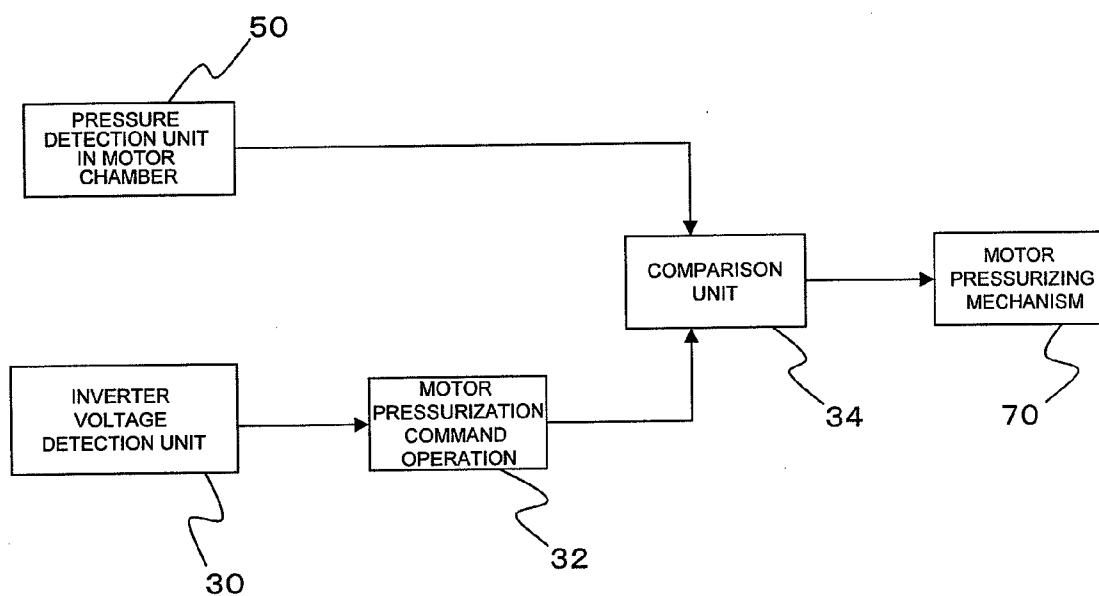 50
PRESSURE
DETECTION UNIT
IN MOTOR
CHAMBER
COMPARISON
UNIT
MOTOR
PRESSURIZING
MECHANISM
34
70
INVERTER
VOLTAGE
DETECTION UNIT
MOTOR
PRESSURIZATION
COMMAND
OPERATION
30
32